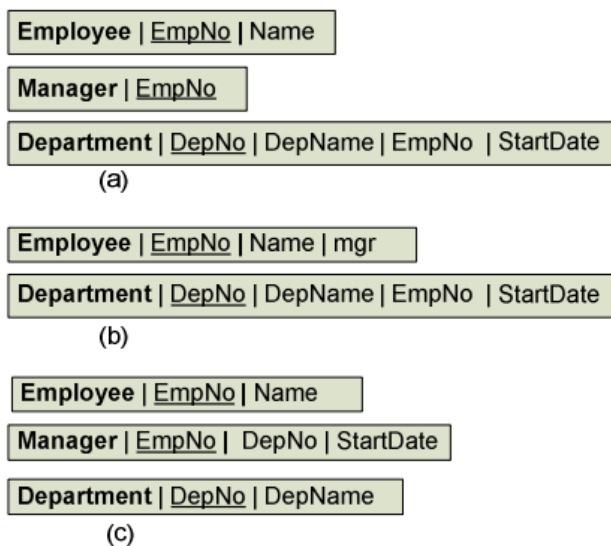 Employee | EmpNo | Name
Manager | EmpNo
Department | DepNo | DepName | EmpNo | StartDate
(a)
Employee | EmpNo | Name | mgr
Department | DepNo | DepName | EmpNo | StartDate
(b)
Employee | EmpNo | Name
Manager | EmpNo | DepNo | StartDate
Department | DepNo | DepName
(c)